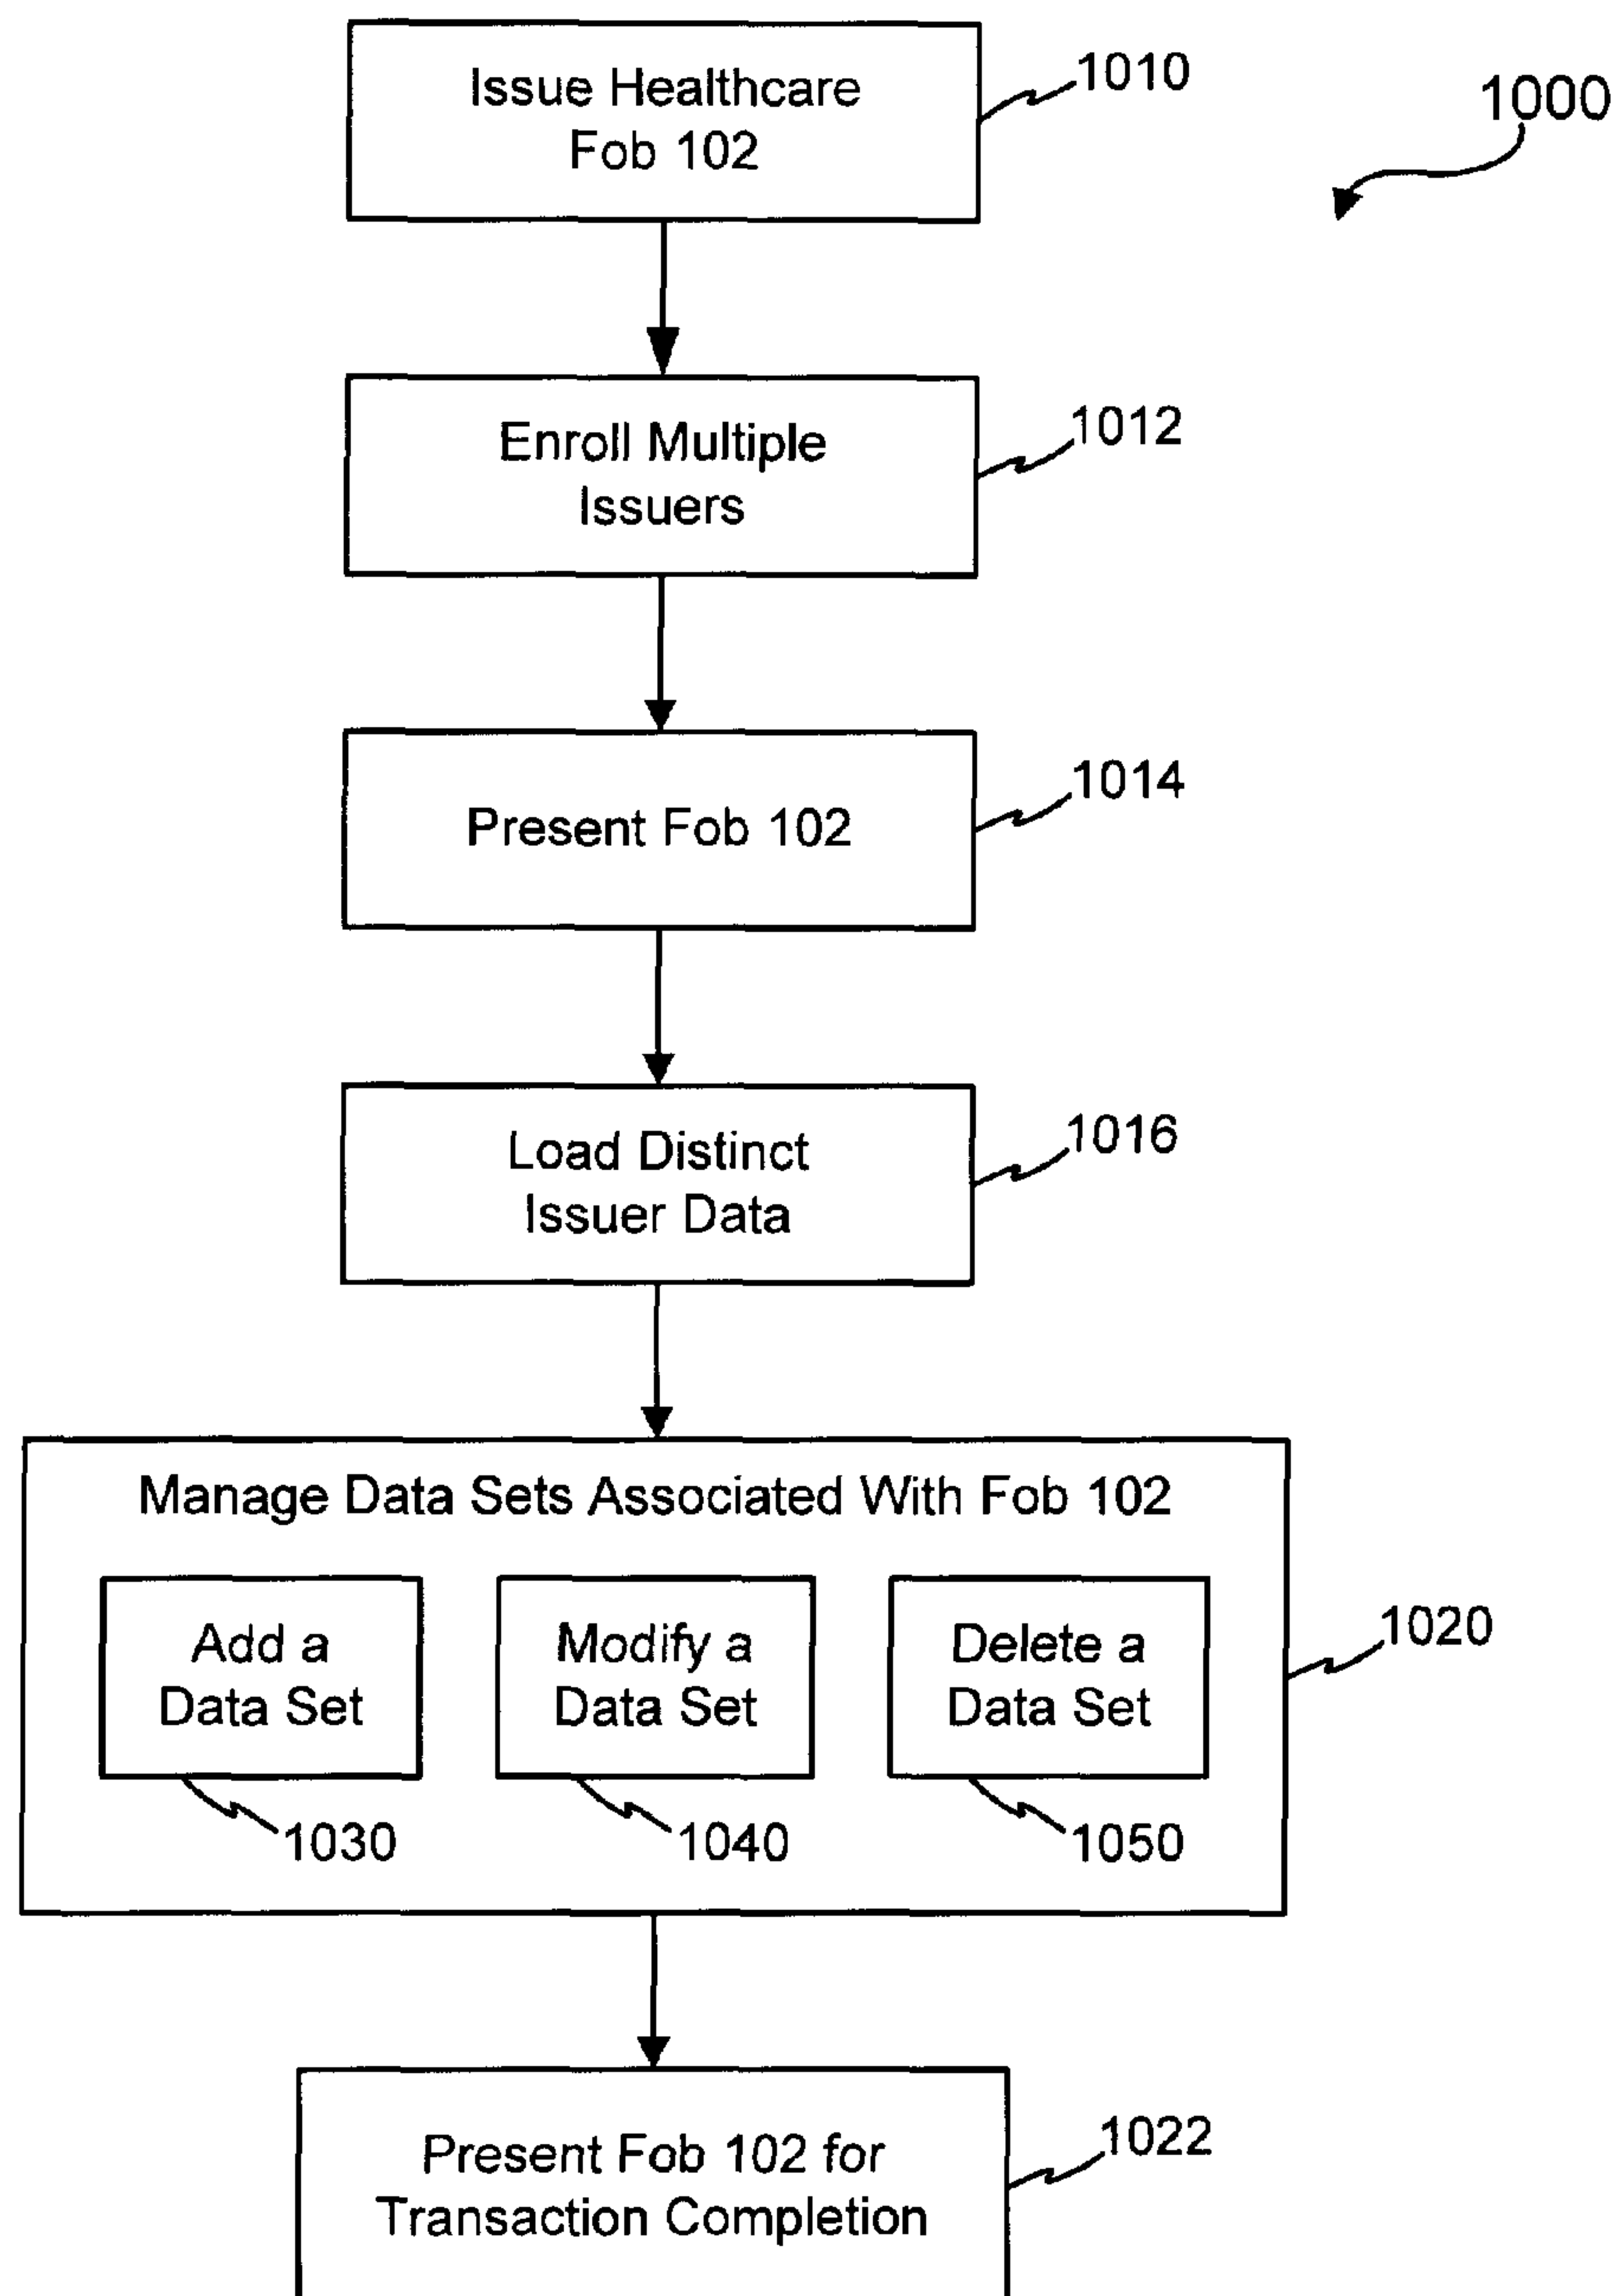 Issue Healthcare
Fob 102
1010
1000
Enroll Multiple
Issuers
1012
Present Fob 102
1014
Load Distinct
Issuer Data
1016
Manage Data Sets Associated With Fob 102
Add a
Data Set
Modify a
Data Set
Delete a
Data Set
1020
1030
1040
1050
Present Fob 102 for
Transaction Completion
1022